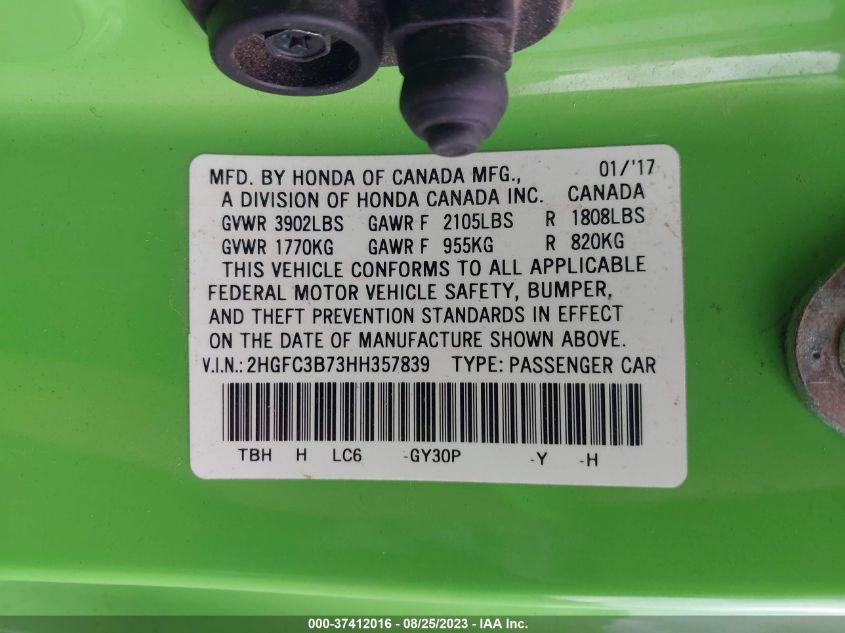 MFD. BY HONDA OF CANADA MFG., 01/'17
A DIVISION OF HONDA CANADA INC. CANADA
GVWR 3902LBS GAWR F 2105LBS R 1808LBS
GVWR 1770KG GAWR F 955KG R 820KG
THIS VEHICLE CONFORMS TO ALL APPLICABLE
FEDERAL MOTOR VEHICLE SAFETY, BUMPER,
AND THEFT PREVENTION STANDARDS IN EFFECT
ON THE DATE OF MANUFACTURE SHOWN ABOVE.
V.I.N.: 2HGFC3B73HH357839 TYPE: PASSENGER CAR
TBH H LC6 -GY30P -Y -H
000-37412016 - 08/25/2023 - IAA Inc.